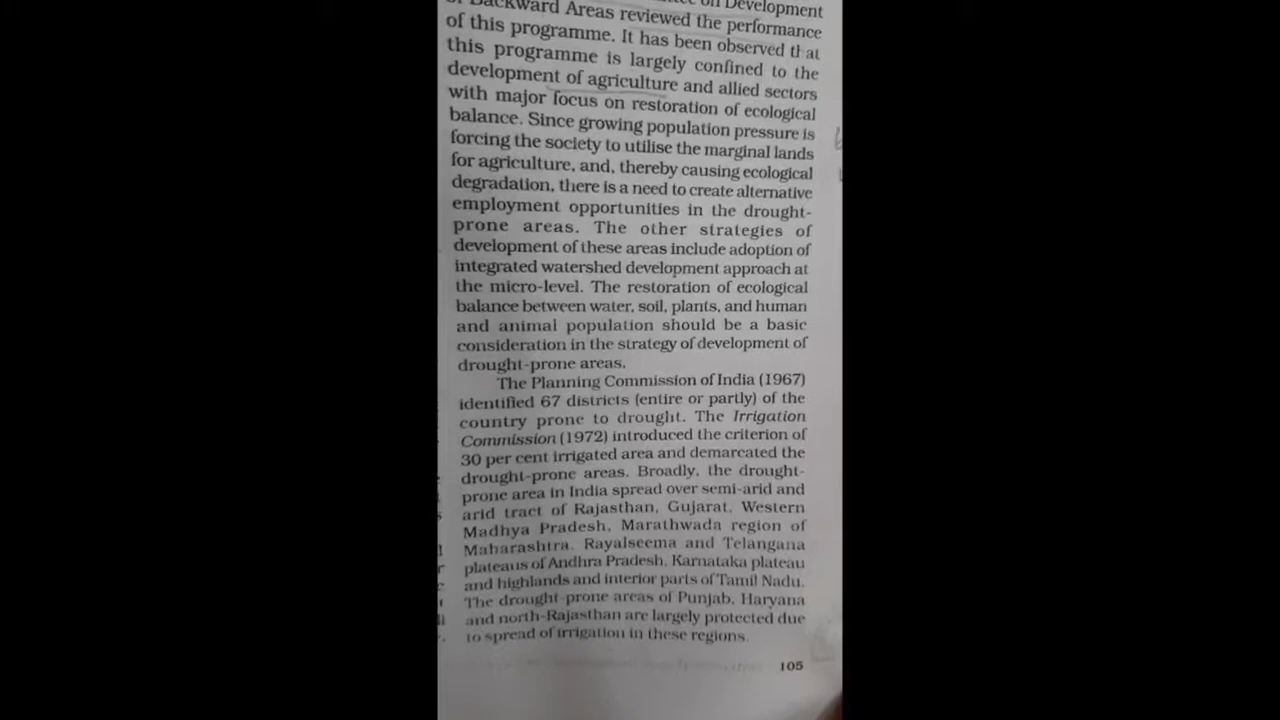 on Development
of Backward Areas reviewed the performance
of this programme. It has been observed that
this programme is largely confined to the
development of agriculture and allied sectors
with major focus on restoration of ecological
balance. Since growing population pressure is
forcing the society to utilise the marginal lands
for agriculture, and, thereby causing ecological
degradation, there is a need to create alternative
employment opportunities in the drought-
prone areas. The other strategies of
development of these areas include adoption of
integrated watershed development approach at
the micro-level. The restoration of ecological
balance between water, soil, plants, and human
and animal population should be a basic
consideration in the strategy of development of
drought-prone areas.
The Planning Commission of India (1967)
identified 67 districts (entire or partly) of the
country prone to drought. The Irrigation
Commission (1972) introduced the criterion of
30 per cent irrigated area and demarcated the
drought-prone areas. Broadly, the drought-
prone area in India spread over semi-arid and
arid tract of Rajasthan, Gujarat, Western
Madhya Pradesh, Marathwada region of
Maharashtra, Rayalseema and Telangana
plateaus of Andhra Pradesh, Karnataka plateau
and highlands and interior parts of Tamil Nadu.
The drought-prone areas of Punjab, Haryana
and north-Rajasthan are largely protected due
to spread of irrigation in these regions.
105